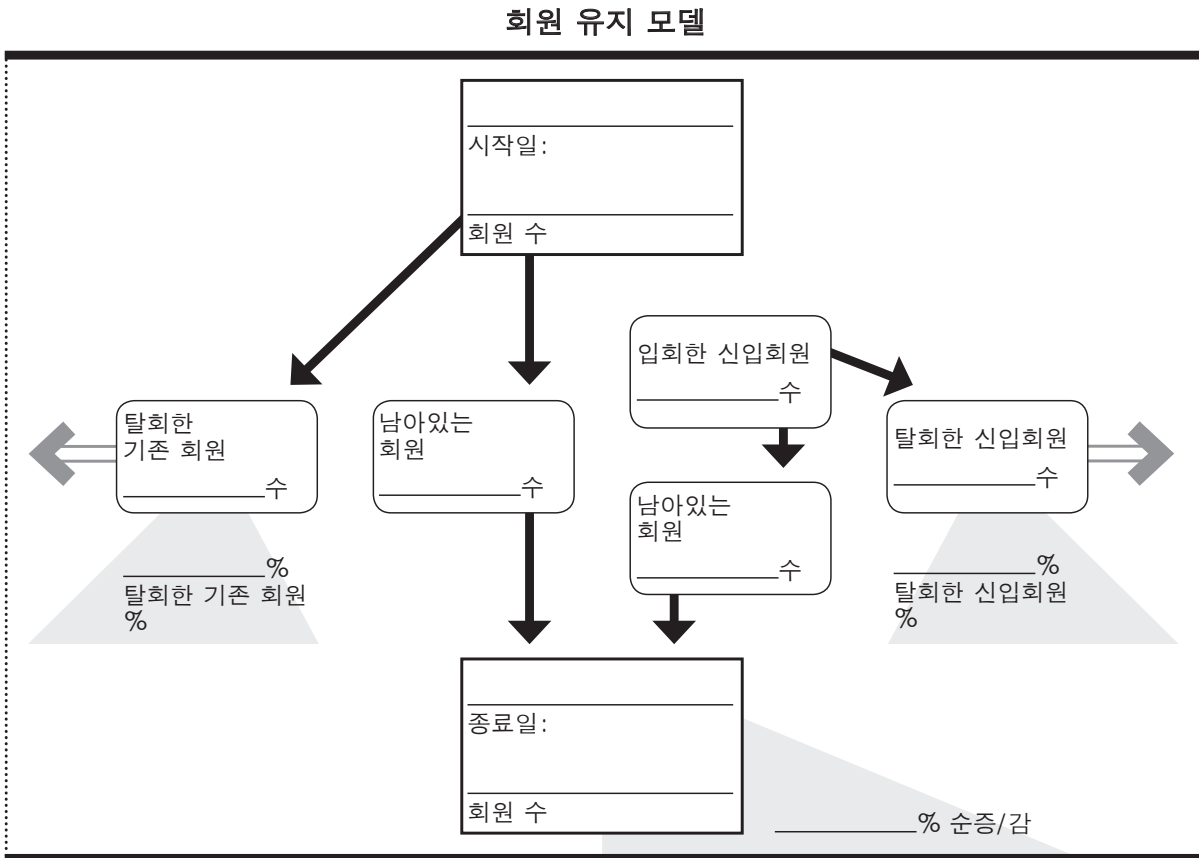 회원 유지 모델
시작일:
회원 수
입회한 신입회원
수
탈회한
기존 회원
수
남아있는
회원
수
탈회한 신입회원
수
남아있는
회원
수
%
탈회한 기존 회원
%
%
탈회한 신입회원
%
종료일:
회원 수
% 순증/감